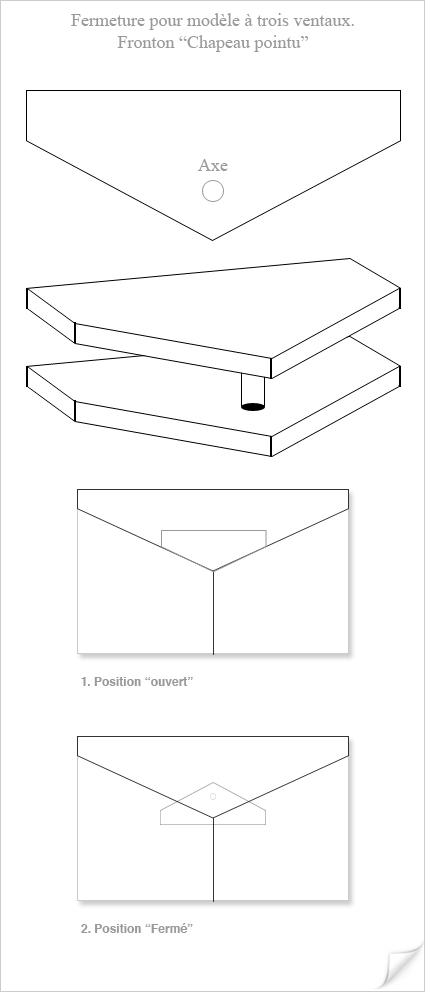 Fermeture pour modèle à trois ventaux.
Fronton “Chapeau pointu”
Axe
1. Position “ouvert”
2. Position “Fermé”